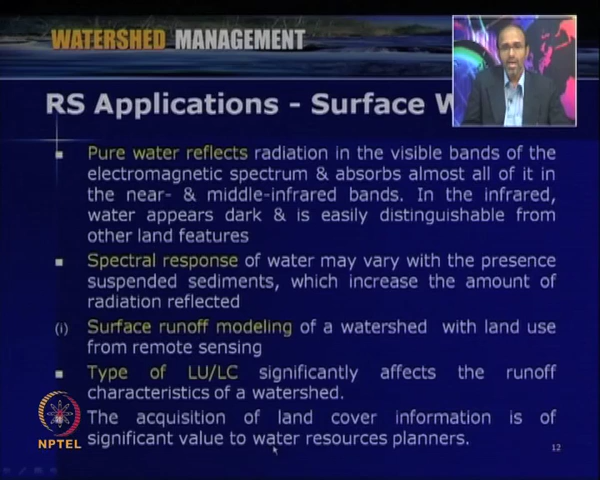 WATERSHED MANAGEMENT
RS Applications - Surface W
Pure water reflects radiation in the visible bands of the
electromagnetic spectrum & absorbs almost all of it in
the near- & middle-infrared bands. In the infrared,
water appears dark & is easily distinguishable from
other land features
Spectral response of water may vary with the presence
suspended sediments, which increase the amount of
radiation reflected
(i) Surface runoff modeling of a watershed with land use
from remote sensing
Type of LU/LC significantly affects the runoff
characteristics of a watershed.
The acquisition of land cover information is of
significant value to water resources planners.
NPTEL
12